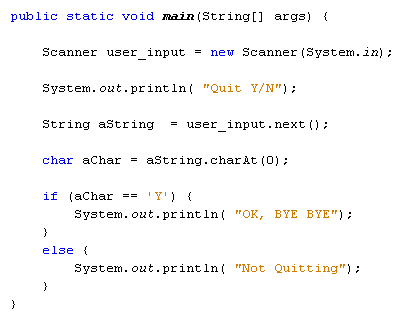 public static void main(String[] args) {
Scanner user_input = new Scanner(System.in);
System.out.println( "Quit Y/N");
String aString  = user_input.next();
char aChar = aString.charAt(0);
if (aChar == 'Y') {
System.out.println( "OK, BYE BYE");
}
else {
System.out.println( "Not Quitting");
}
}